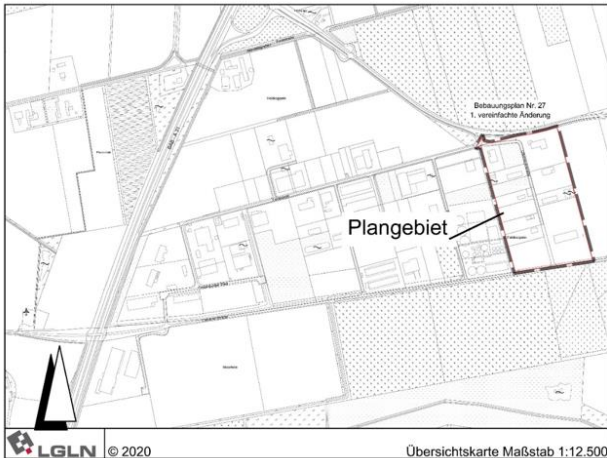 Bebauungsplan Nr. 27
1. vereinfachte Änderung
Plangebiet
LGLN © 2020
Übersichtskarte Maßstab 1:12.500